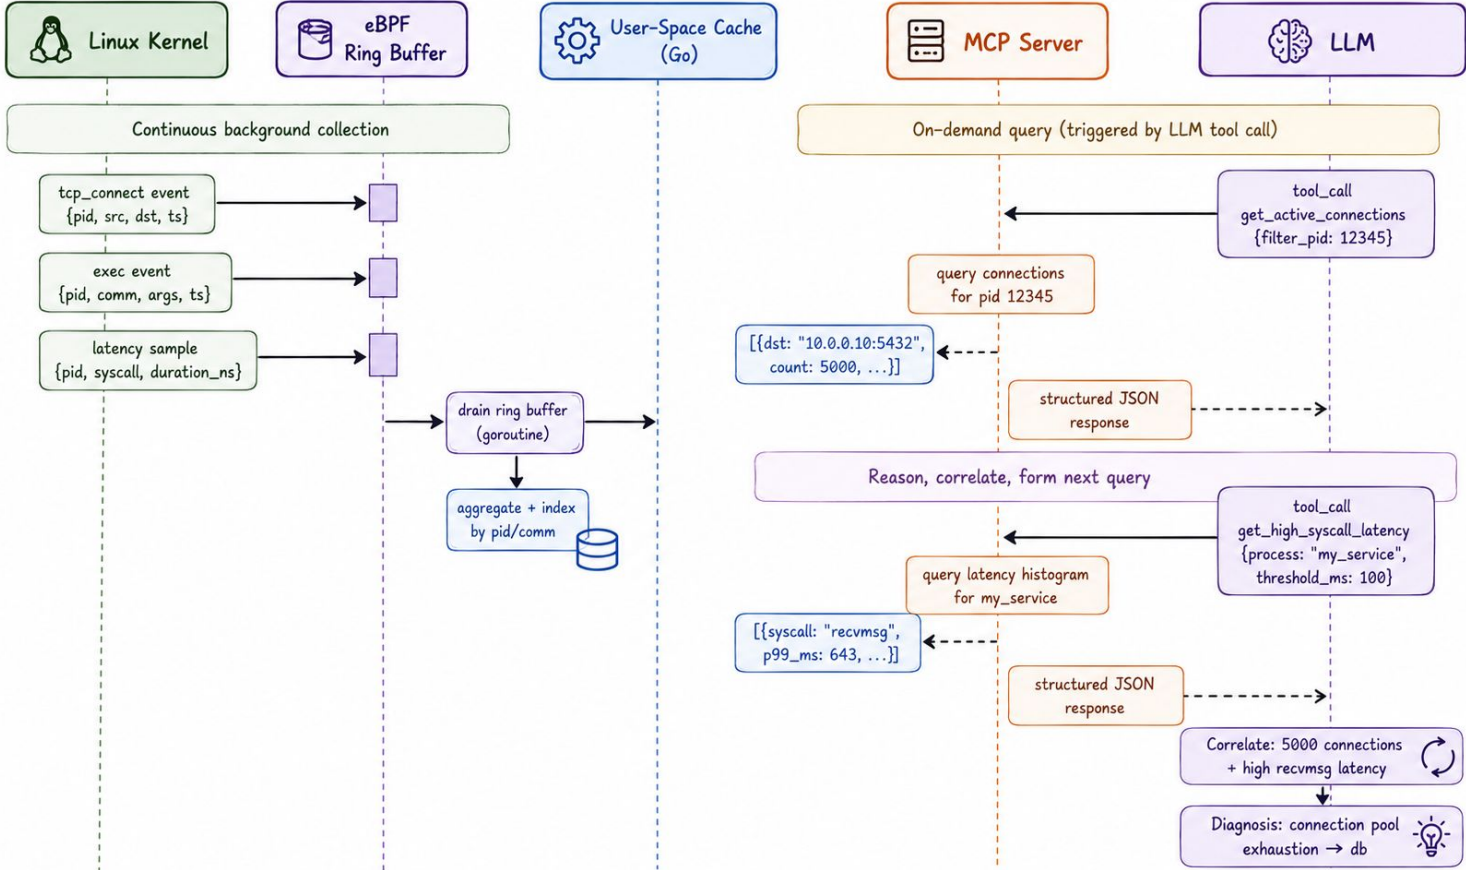 Linux Kernel
eBPF
Ring Buffer
User-Space Cache
(Go)
MCP Server
LLM
Continuous background collection
On-demand query (triggered by LLM tool call)
tcp_connect event
{pid, src, dst, ts}
exec event
{pid, comm, args, ts}
latency sample
{pid, syscall, duration_ns}
drain ring buffer
(goroutine)
aggregate + index
by pid/comm
tool_call
get_active_connections
{filter_pid: 12345}
query connections
for pid 12345
[{dst: "10.0.0.10:5432",
count: 5000, ...}]
structured JSON
response
Reason, correlate, form next query
tool_call
get_high_syscall_latency
{process: "my_service",
threshold_ms: 100}
query latency histogram
for my_service
[{syscall: "recvmsg",
p99_ms: 643, ...}]
structured JSON
response
Correlate: 5000 connections
+ high recvmsg latency
Diagnosis: connection pool
exhaustion → db